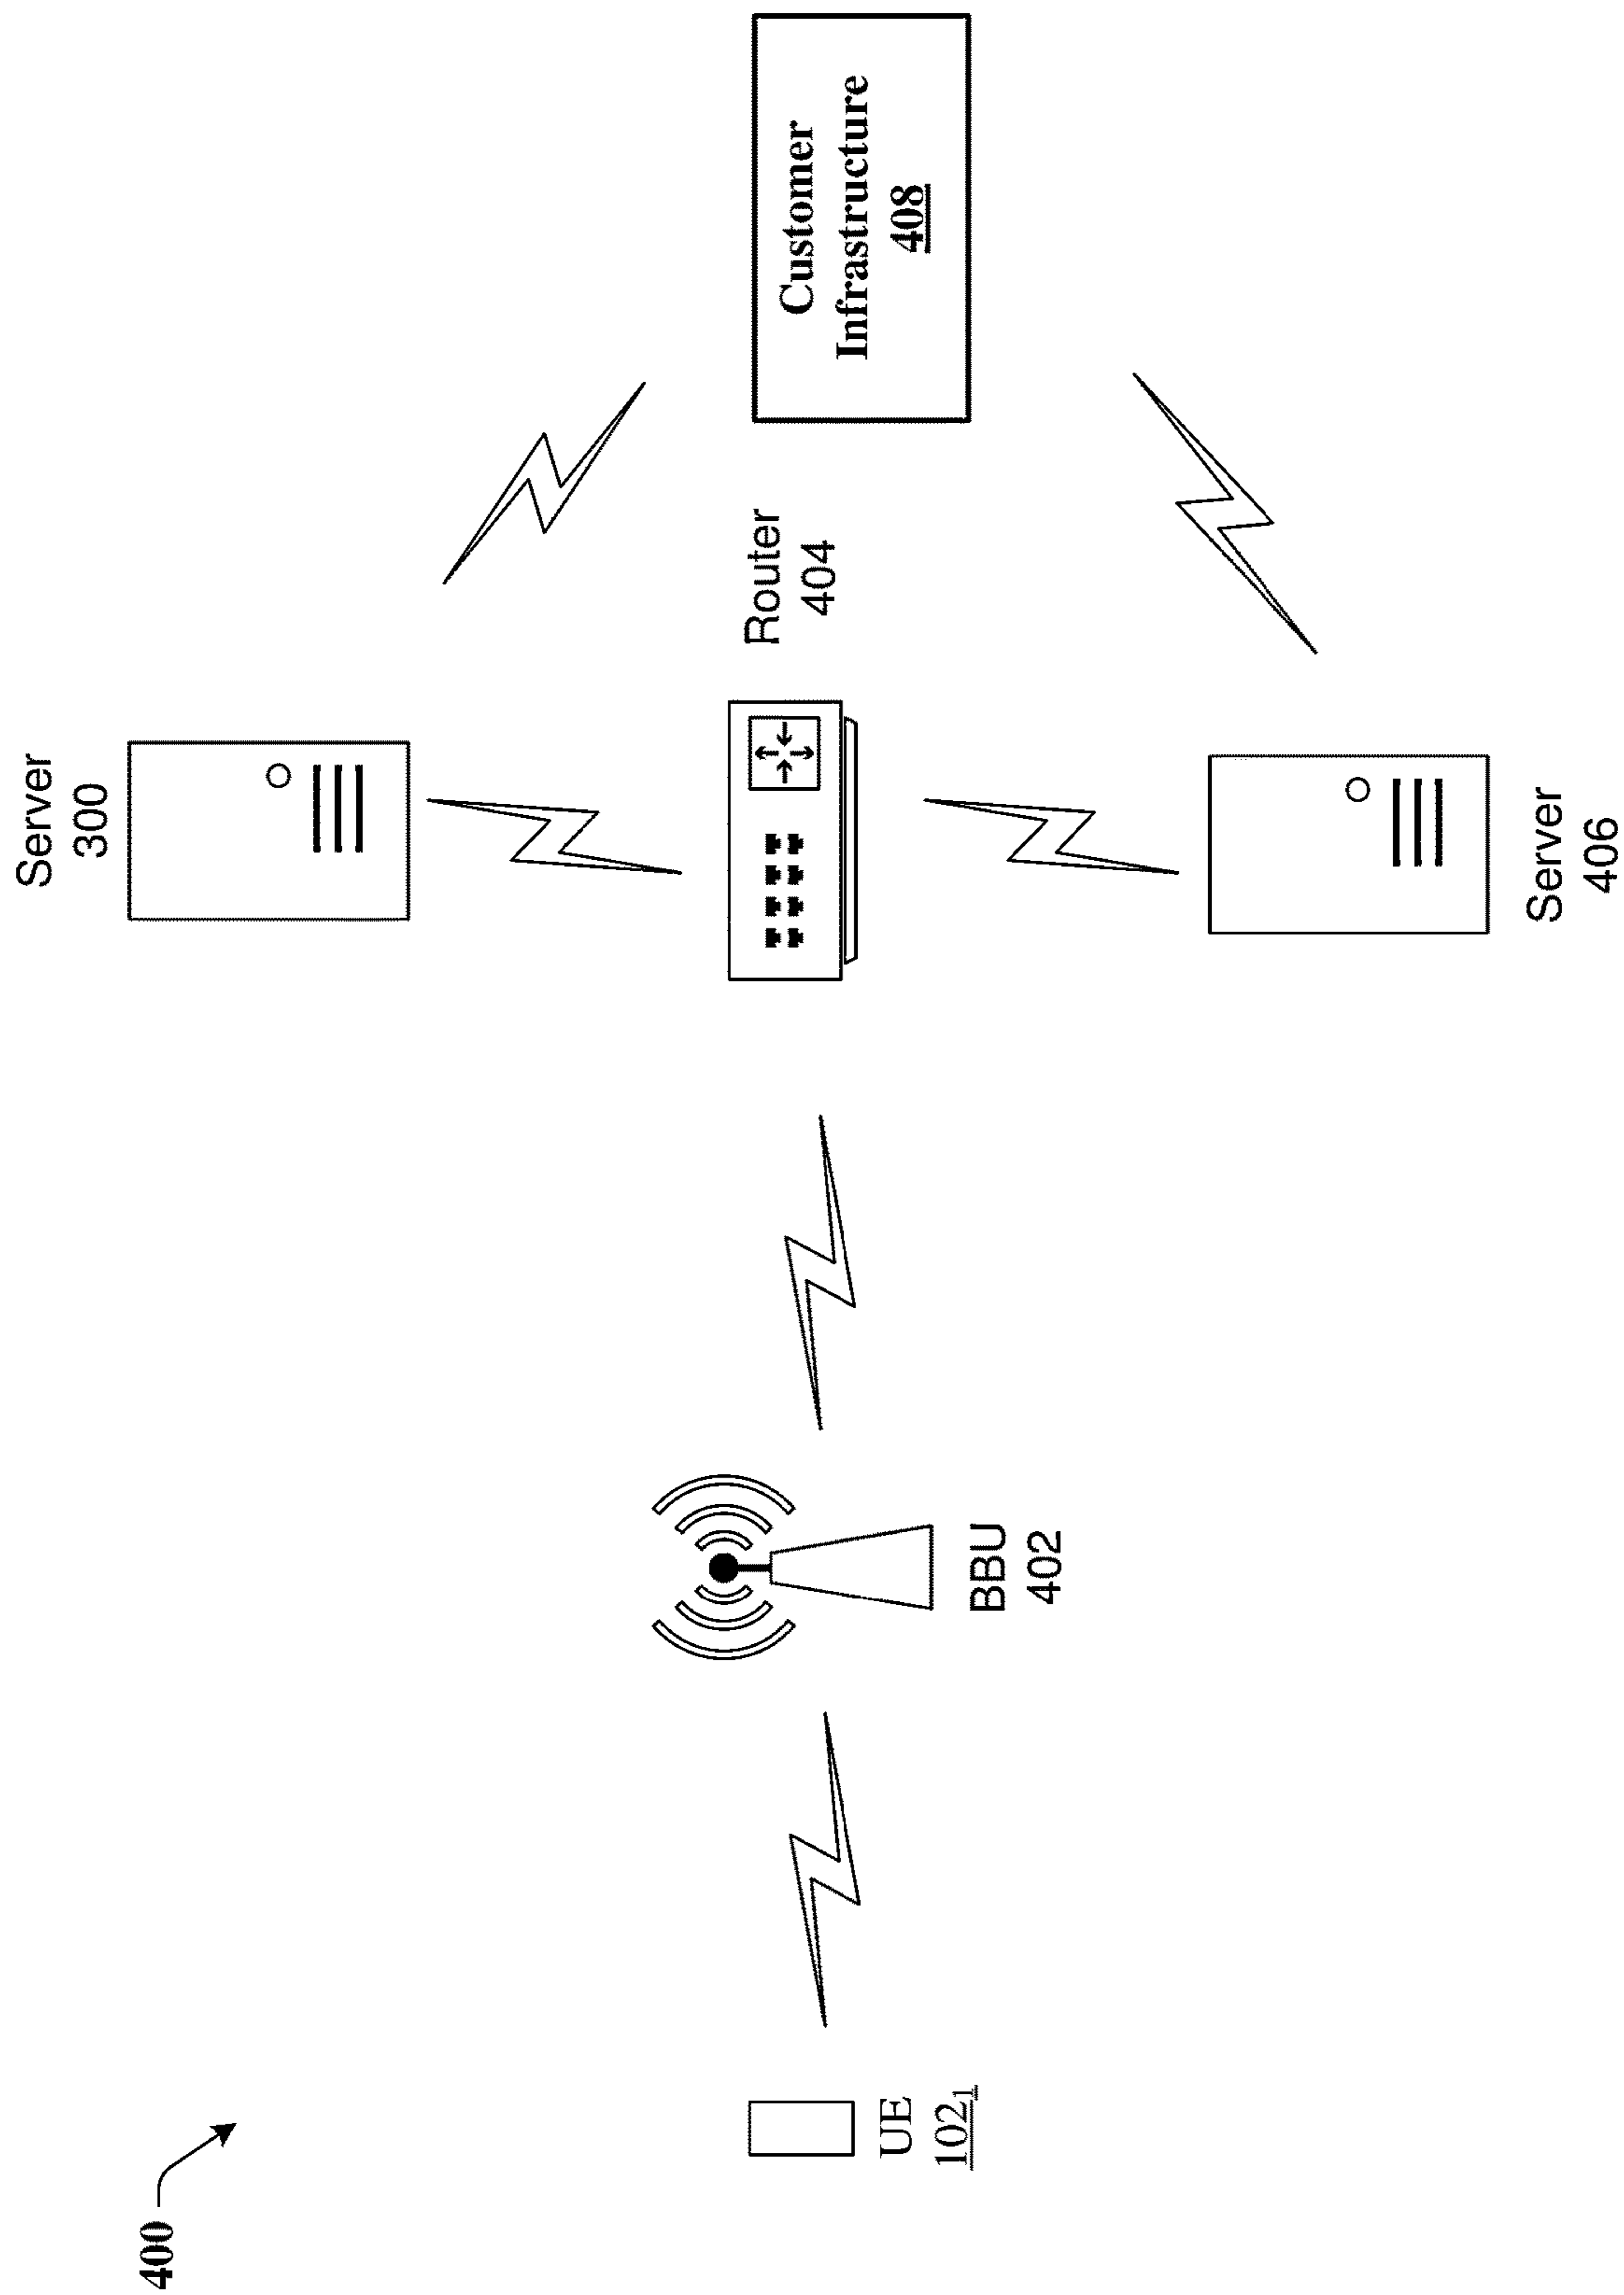 400
Server
300
UE
102₁
BBU
402
Router
404
Customer
Infrastructure
408
Server
406